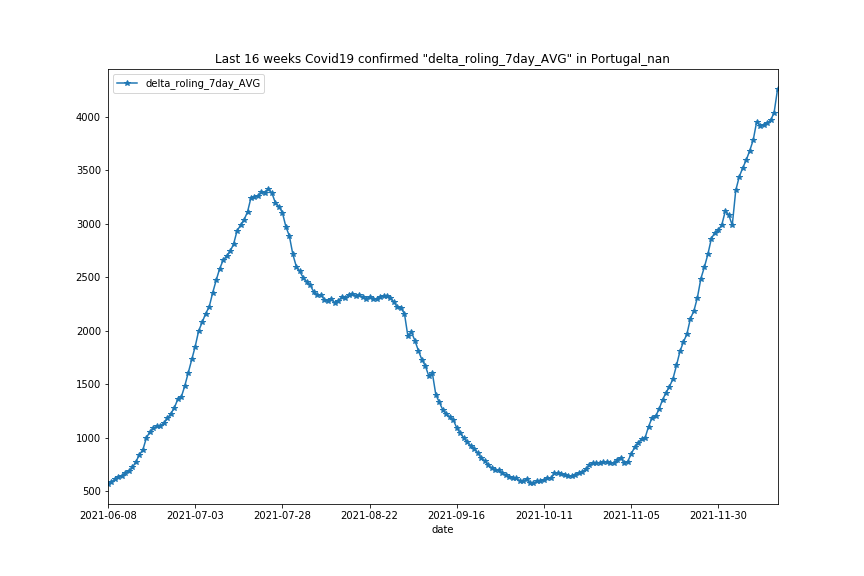 Last 16 weeks Covid19 confirmed "delta_roling_7day_AVG" in Portugal_nan
delta_roling_7day_AVG
4000
3500
3000
2500
2000
1500
1000
500
2021-06-08 2021-07-03 2021-07-28 2021-08-22 2021-09-16 2021-10-11 2021-11-05 2021-11-30
date